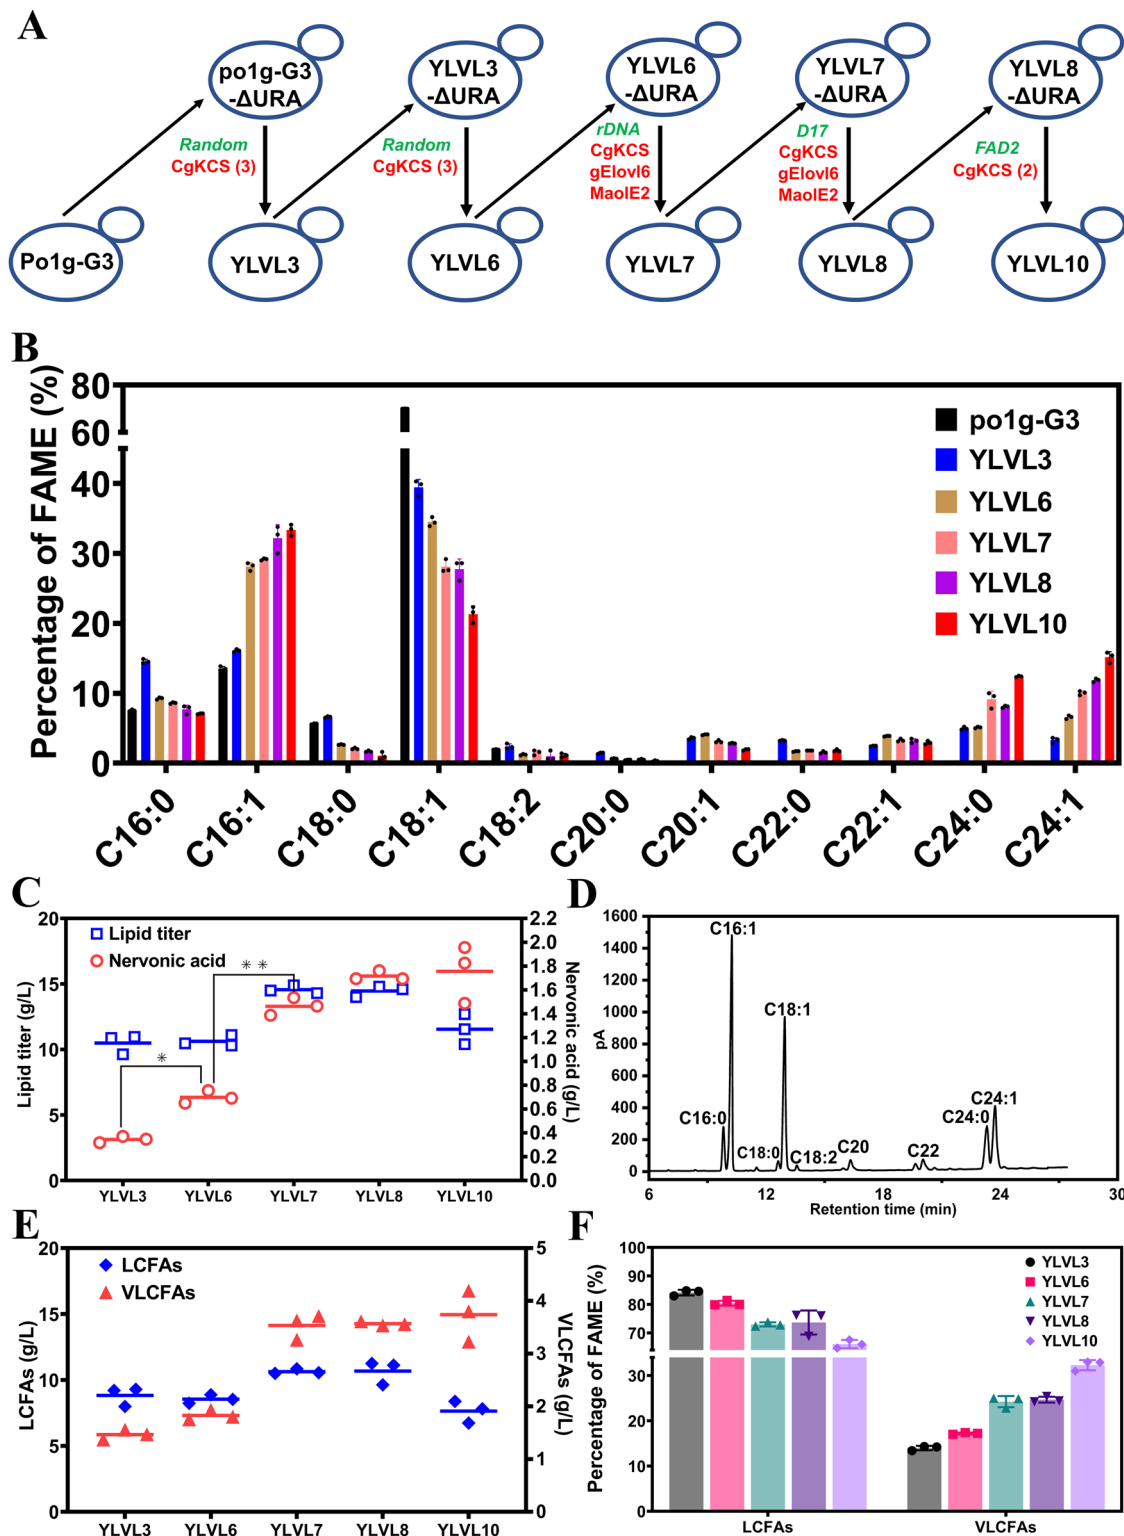 A
po1g-G3
-ΔURA
YLVL3
-ΔURA
YLVL6
-ΔURA
YLVL7
-ΔURA
YLVL8
-ΔURA
Random
CgKCS (3)
Random
CgKCS (3)
rDNA
CgKCS
gElovl6
MaolE2
D17
CgKCS
gElovl6
MaolE2
FAD2
CgKCS (2)
Po1g-G3
YLVL3
YLVL6
YLVL7
YLVL8
YLVL10
B
Percentage of FAME (%)
80
60
40
30
20
10
0
po1g-G3
YLVL3
YLVL6
YLVL7
YLVL8
YLVL10
C16:0
C16:1
C18:0
C18:1
C18:2
C20:0
C20:1
C22:0
C22:1
C24:0
C24:1
C
Lipid titer (g/L)
20
15
10
5
0
Lipid titer
Nervonic acid
* *
*
2.2
2.0
1.8
1.6
1.4
1.2
1.0
0.8
0.6
0.4
0.2
0.0
Nervonic acid (g/L)
YLVL3
YLVL6
YLVL7
YLVL8
YLVL10
D
pA
1600
1400
1200
1000
800
600
400
200
0
C16:1
C18:1
C16:0
C18:0
C18:2
C20
C22
C24:0
C24:1
6
12
18
24
30
Retention time (min)
E
LCFAs (g/L)
20
15
10
5
0
LCFAs
VLCFAs
5
4
3
2
1
0
VLCFAs (g/L)
YLVL3
YLVL6
YLVL7
YLVL8
YLVL10
F
Percentage of FAME (%)
100
90
80
70
60
30
20
10
0
YLVL3
YLVL6
YLVL7
YLVL8
YLVL10
LCFAs
VLCFAs